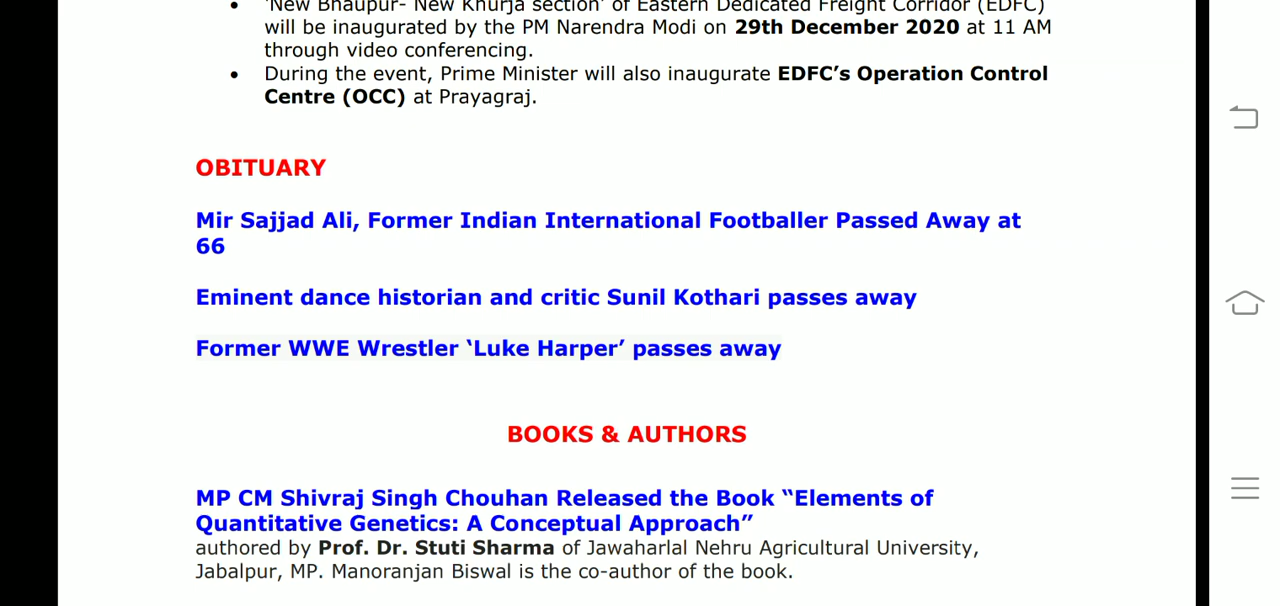 'New Bhaupur- New Khurja section' of Eastern Dedicated Freight Corridor (EDFC)
will be inaugurated by the PM Narendra Modi on 29th December 2020 at 11 AM
through video conferencing.
• During the event, Prime Minister will also inaugurate EDFC's Operation Control
Centre (OCC) at Prayagraj.
OBITUARY
Mir Sajjad Ali, Former Indian International Footballer Passed Away at
66
Eminent dance historian and critic Sunil Kothari passes away
Former WWE Wrestler ‘Luke Harper’ passes away
BOOKS & AUTHORS
MP CM Shivraj Singh Chouhan Released the Book “Elements of
Quantitative Genetics: A Conceptual Approach”
authored by Prof. Dr. Stuti Sharma of Jawaharlal Nehru Agricultural University,
Jabalpur, MP. Manoranjan Biswal is the co-author of the book.